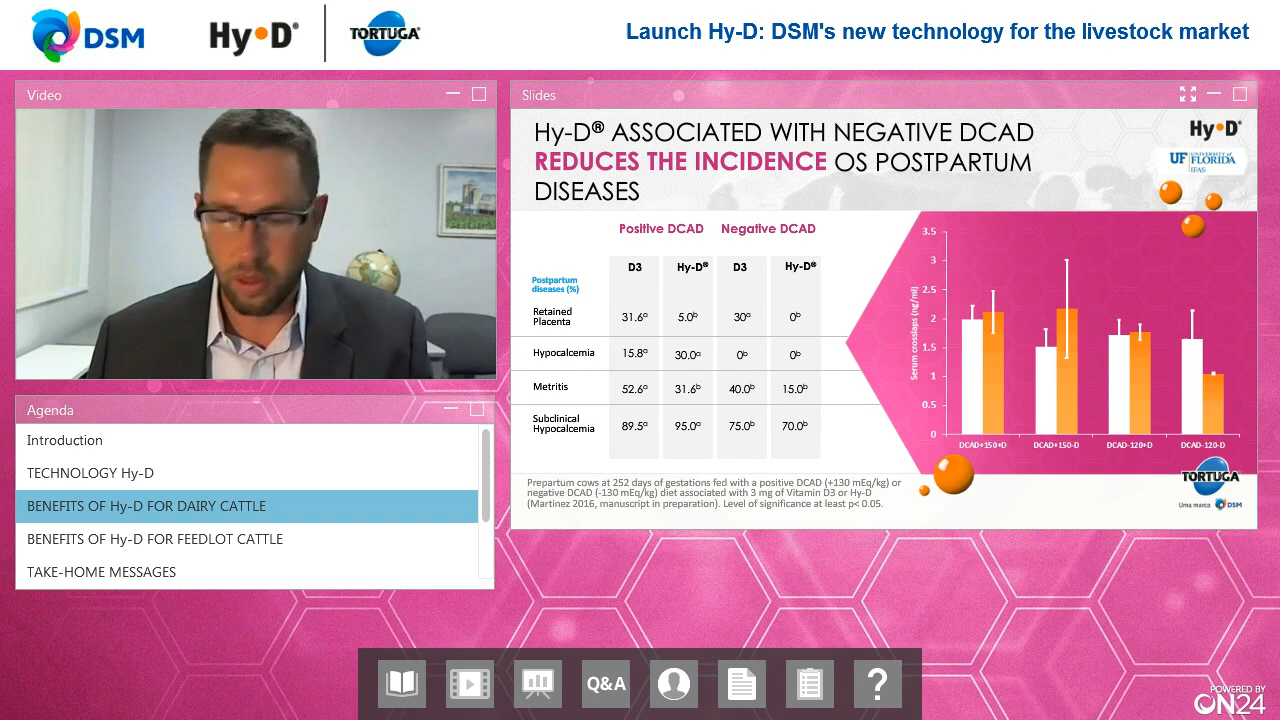 DSM
Hy•D®
TORTUGA
Launch Hy-D: DSM's new technology for the livestock market
Video
Slides
Hy-D® ASSOCIATED WITH NEGATIVE DCAD
REDUCES THE INCIDENCE OS POSTPARTUM
DISEASES
Hy•D®
UF UNIVERSITY of FLORIDA
IFAS
Positive DCAD Negative DCAD
D3 Hy-D® D3 Hy-D®
Postpartum
diseases (%)
Retained
Placenta 31.6ᵃ 5.0ᵇ 30ᵃ 0ᵇ
Hypocalcemia 15.8ᵃ 30.0ᵃ 0ᵇ 0ᵇ
Metritis 52.6ᵃ 31.6ᵇ 40.0ᵇ 15.0ᵇ
Subclinical
Hypocalcemia 89.5ᵃ 95.0ᵃ 75.0ᵇ 70.0ᵇ
Serum crosslaps (ng/ml)
3.5
3
2.5
2
1.5
1
0.5
0
DCAD+150+D DCAD+150-D DCAD-120+D DCAD-120-D
Prepartum cows at 252 days of gestations fed with a positive DCAD (+130 mEq/kg) or
negative DCAD (-130 mEq/kg) diet associated with 3 mg of Vitamin D3 or Hy-D
(Martinez 2016, manuscript in preparation). Level of significance at least p< 0.05.
TORTUGA
Uma marca DSM
Agenda
Introduction
TECHNOLOGY Hy-D
BENEFITS OF Hy-D FOR DAIRY CATTLE
BENEFITS OF Hy-D FOR FEEDLOT CATTLE
TAKE-HOME MESSAGES
Q&A
?
POWERED BY
ON24